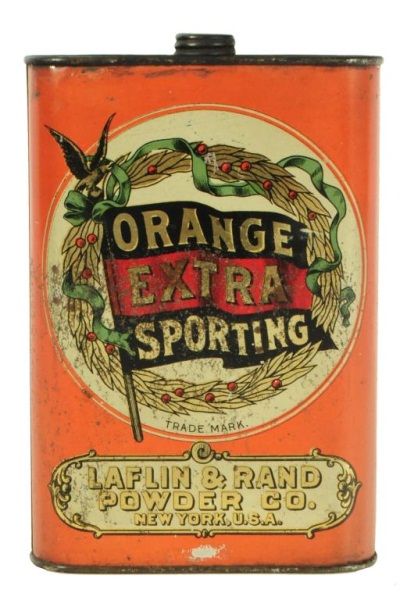 ORANGE
EXTRA
SPORTING
TRADE MARK.
LAFLIN & RAND
POWDER CO.
NEW YORK, U.S.A.